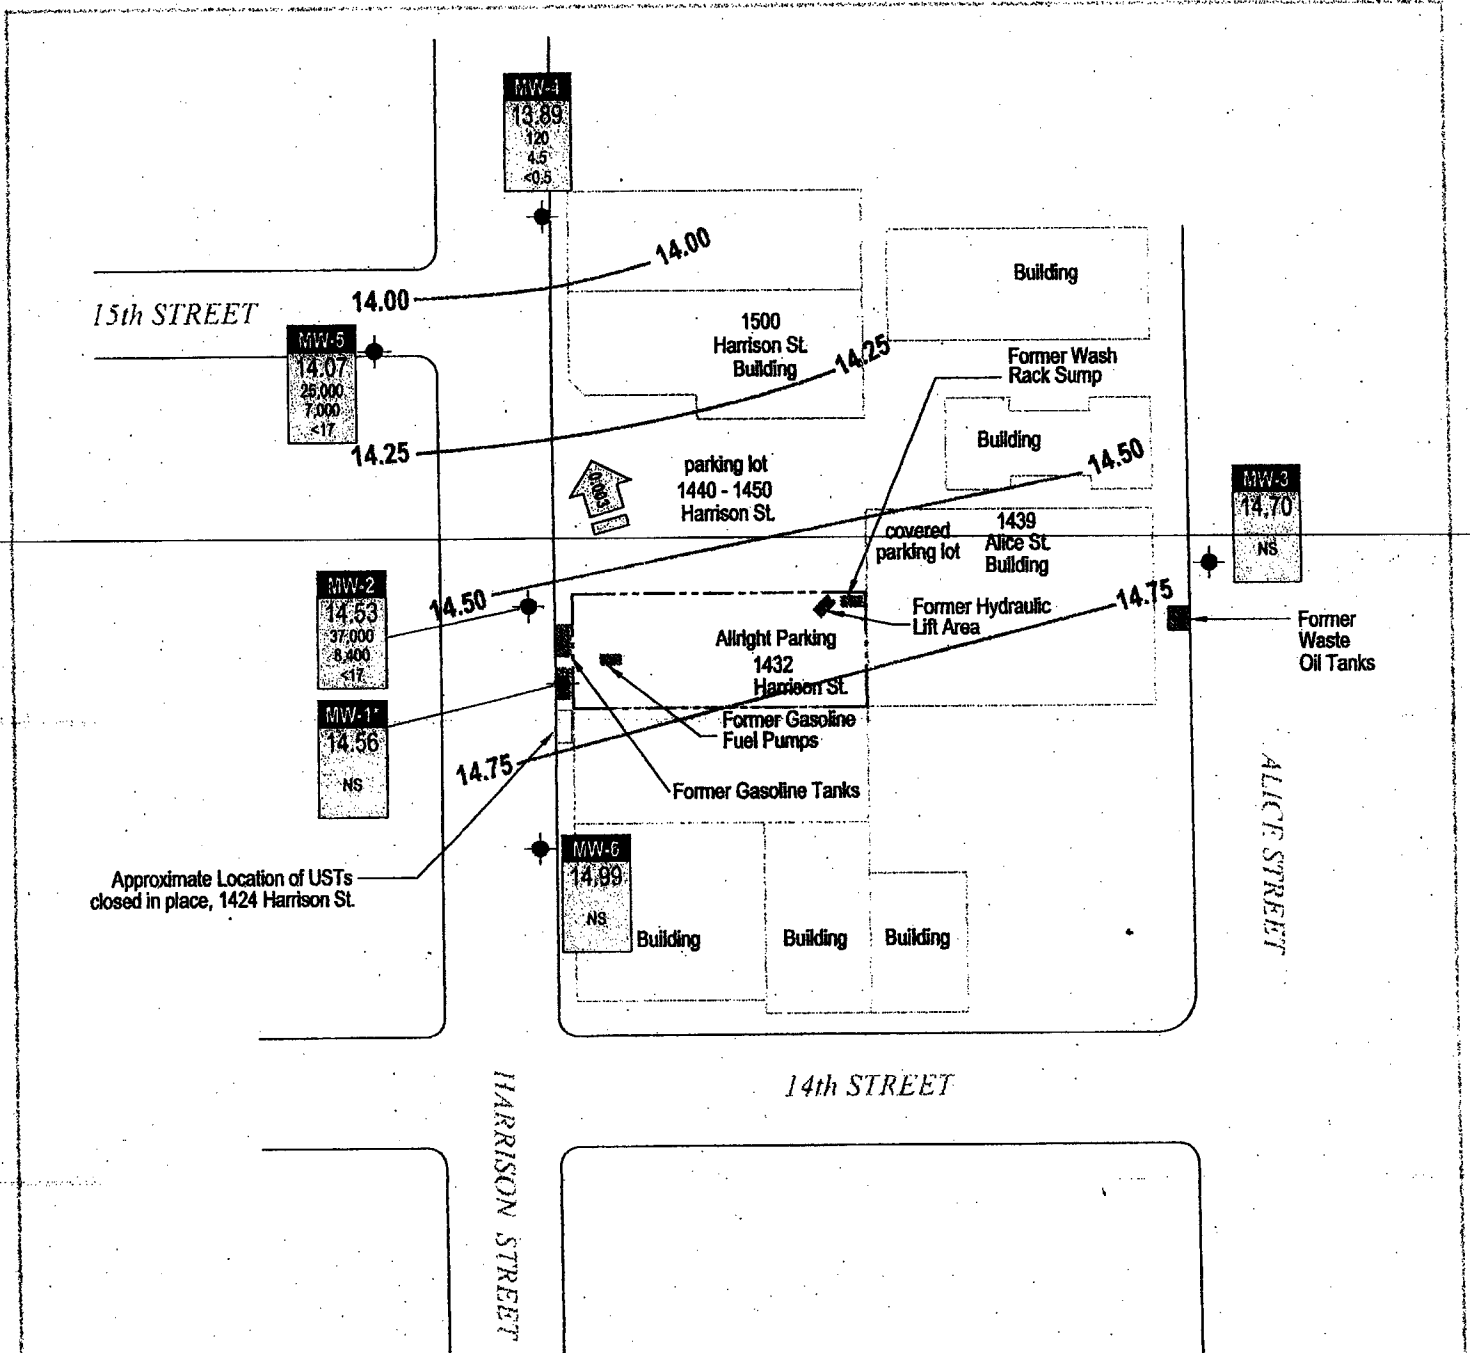 MW-4
13.89
120
4.5
<0.5
14.00
14.00
15th STREET
Building
1500
Harrison St.
Building
14.25
MW-5
14.07
25,000
7,000
<17
14.25
Former Wash
Rack Sump
Building
14.50
parking lot
1440 - 1450
Harrison St.
0.003
MW-3
14.70
NS
covered
parking lot
1439
Alice St.
Building
MW-2
14.53
37,000
8,400
<17
14.50
14.75
Former Hydraulic
Lift Area
Allright Parking
1432
Harrison St.
Former
Waste
Oil Tanks
MW-1*
14.56
NS
Former Gasoline
Fuel Pumps
14.75
Former Gasoline Tanks
ALICE STREET
MW-6
14.99
NS
Approximate Location of USTs
closed in place, 1424 Harrison St.
Building
Building
Building
14th STREET
HARRISON STREET